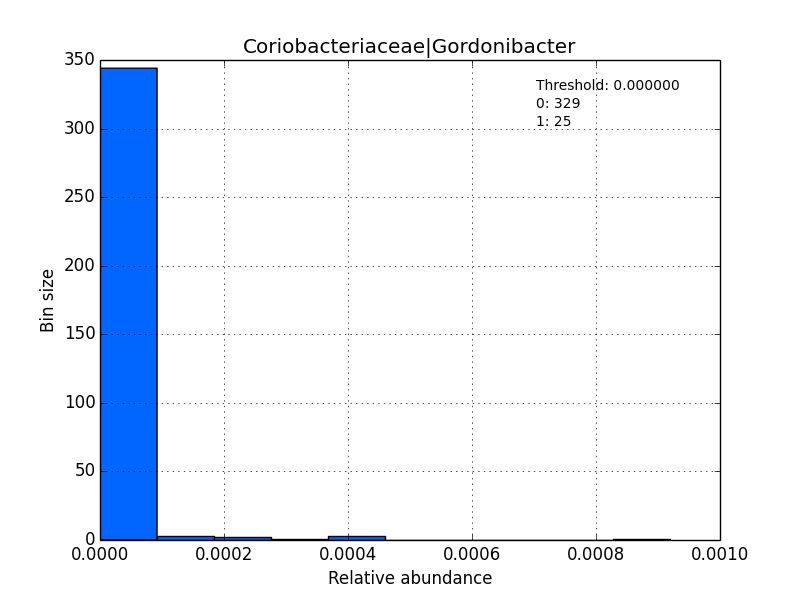 Coriobacteriaceae|Gordonibacter
350
300
250
200
150
100
50
0
Threshold: 0.000000
0: 329
1: 25
Bin size
0.0000 0.0002 0.0004 0.0006 0.0008 0.0010
Relative abundance